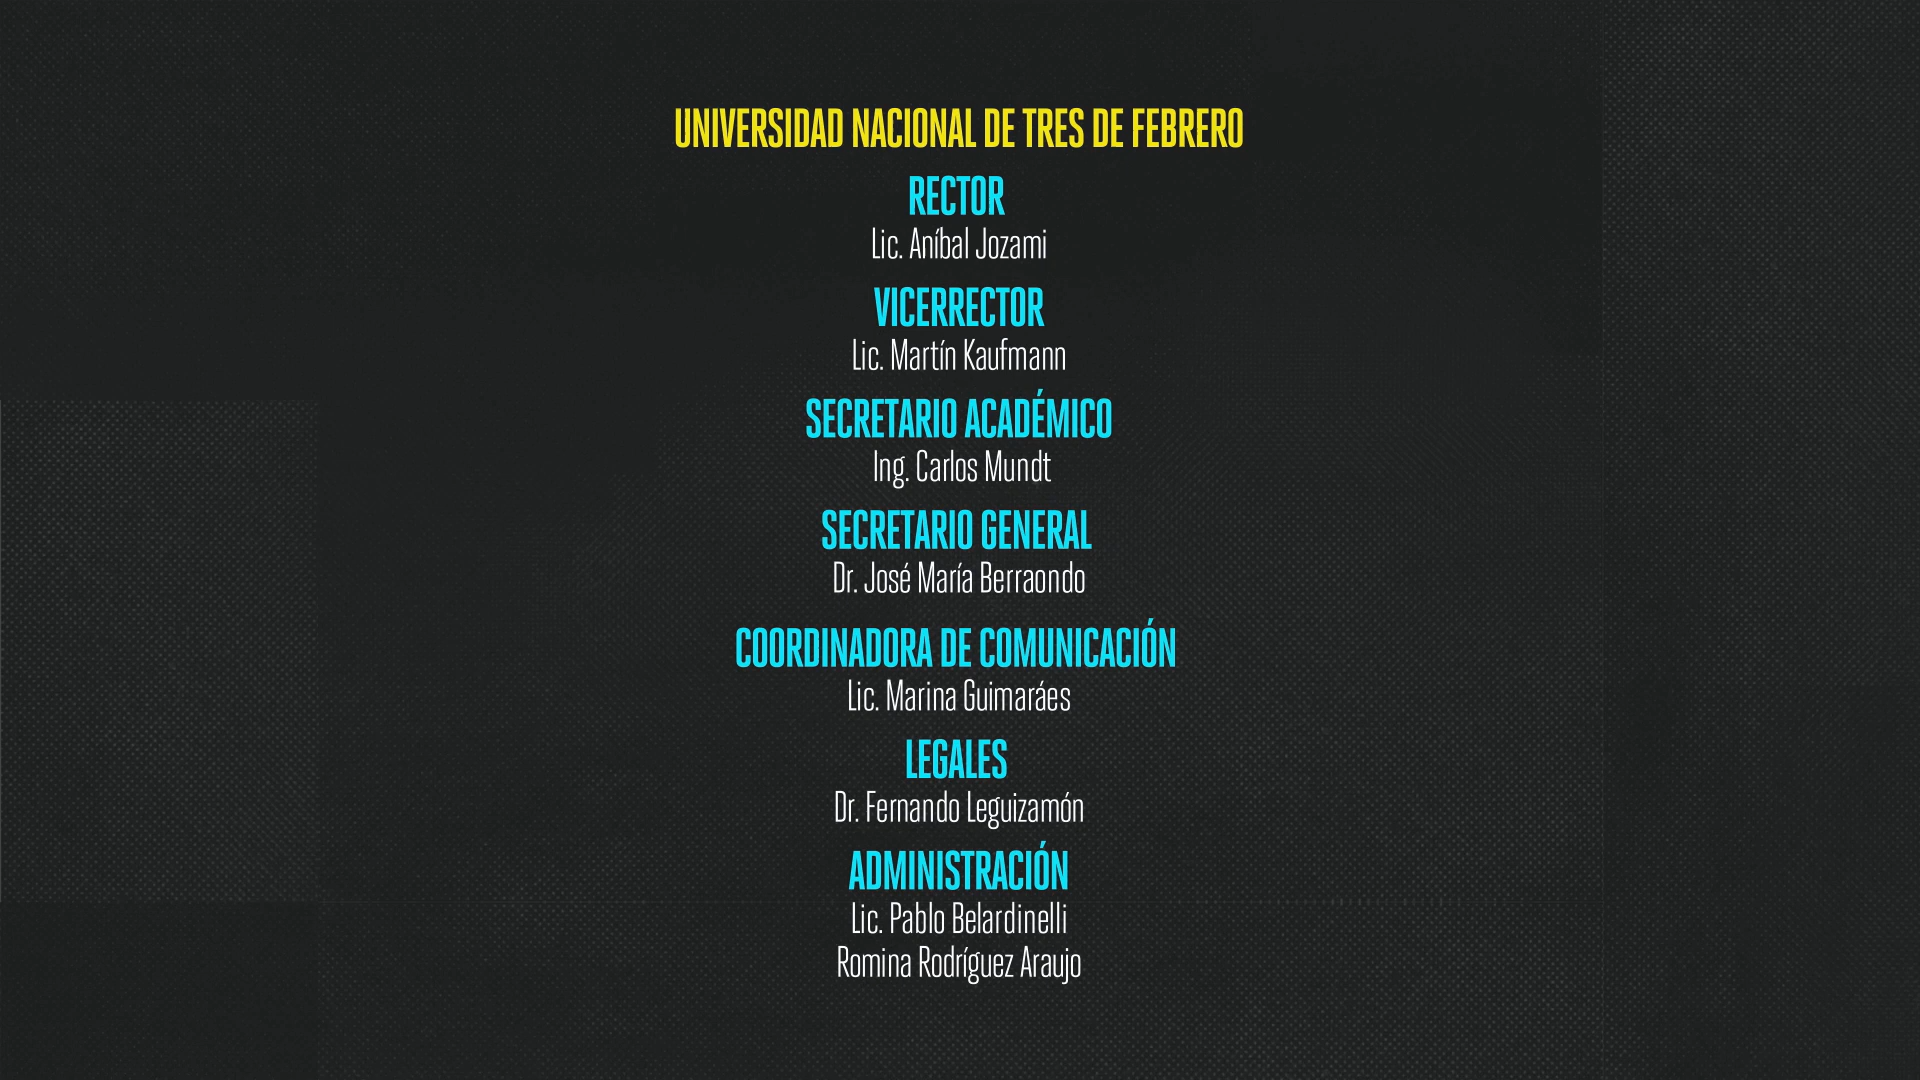 UNIVERSIDAD NACIONAL DE TRES DE FEBRERO
RECTOR
Lic. Aníbal Jozami
VICERRECTOR
Lic. Martín Kaufmann
SECRETARIO ACADÉMICO
Ing. Carlos Mundt
SECRETARIO GENERAL
Dr. José María Berraondo
COORDINADORA DE COMUNICACIÓN
Lic. Marina Guimaráes
LEGALES
Dr. Fernando Leguizamón
ADMINISTRACIÓN
Lic. Pablo Belardinelli
Romina Rodríguez Araujo